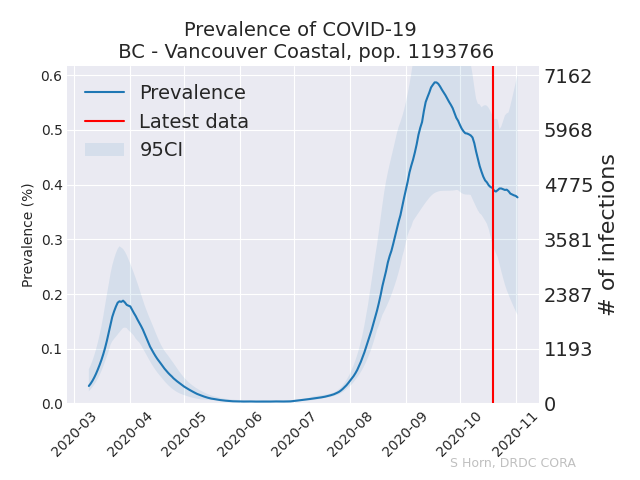 Prevalence of COVID-19
BC - Vancouver Coastal, pop. 1193766
Prevalence
Latest data
95CI
Prevalence (%)
0.6
0.5
0.4
0.3
0.2
0.1
0.0
7162
5968
4775
3581
2387
1193
0
# of infections
2020-03
2020-04
2020-05
2020-06
2020-07
2020-08
2020-09
2020-10
2020-11
S Horn, DRDC CORA